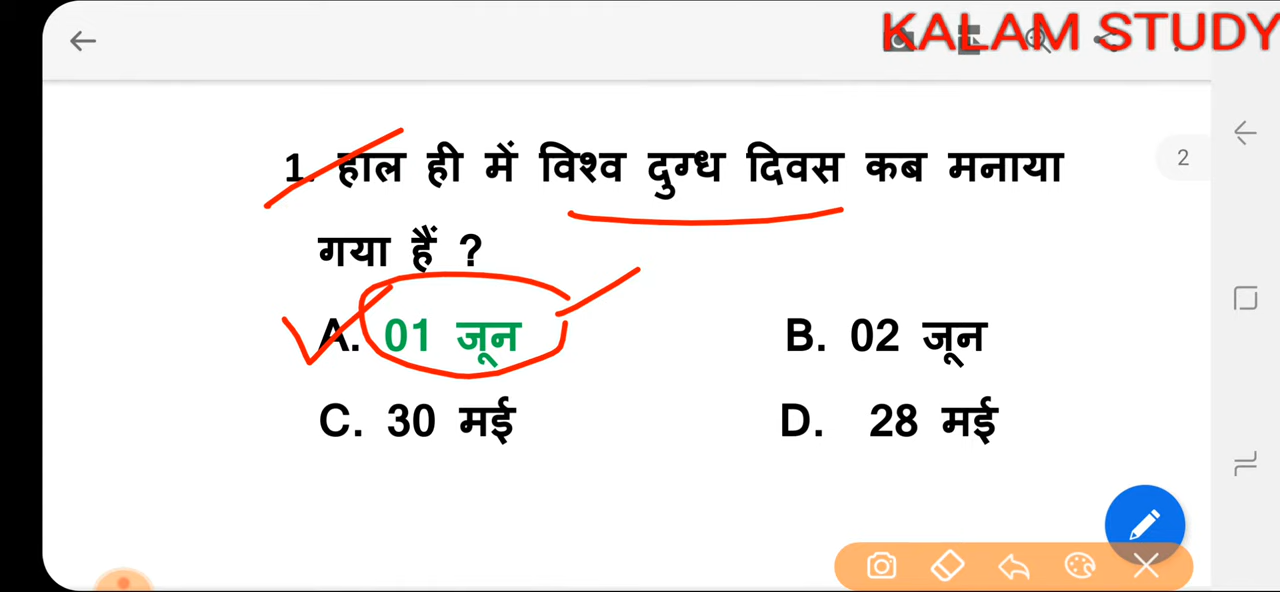 KALAM STUDY
2
1. हाल ही में विश्व दुग्ध दिवस कब मनाया
गया हैं ?
A. 01 जून
B. 02 जून
C. 30 मई
D. 28 मई